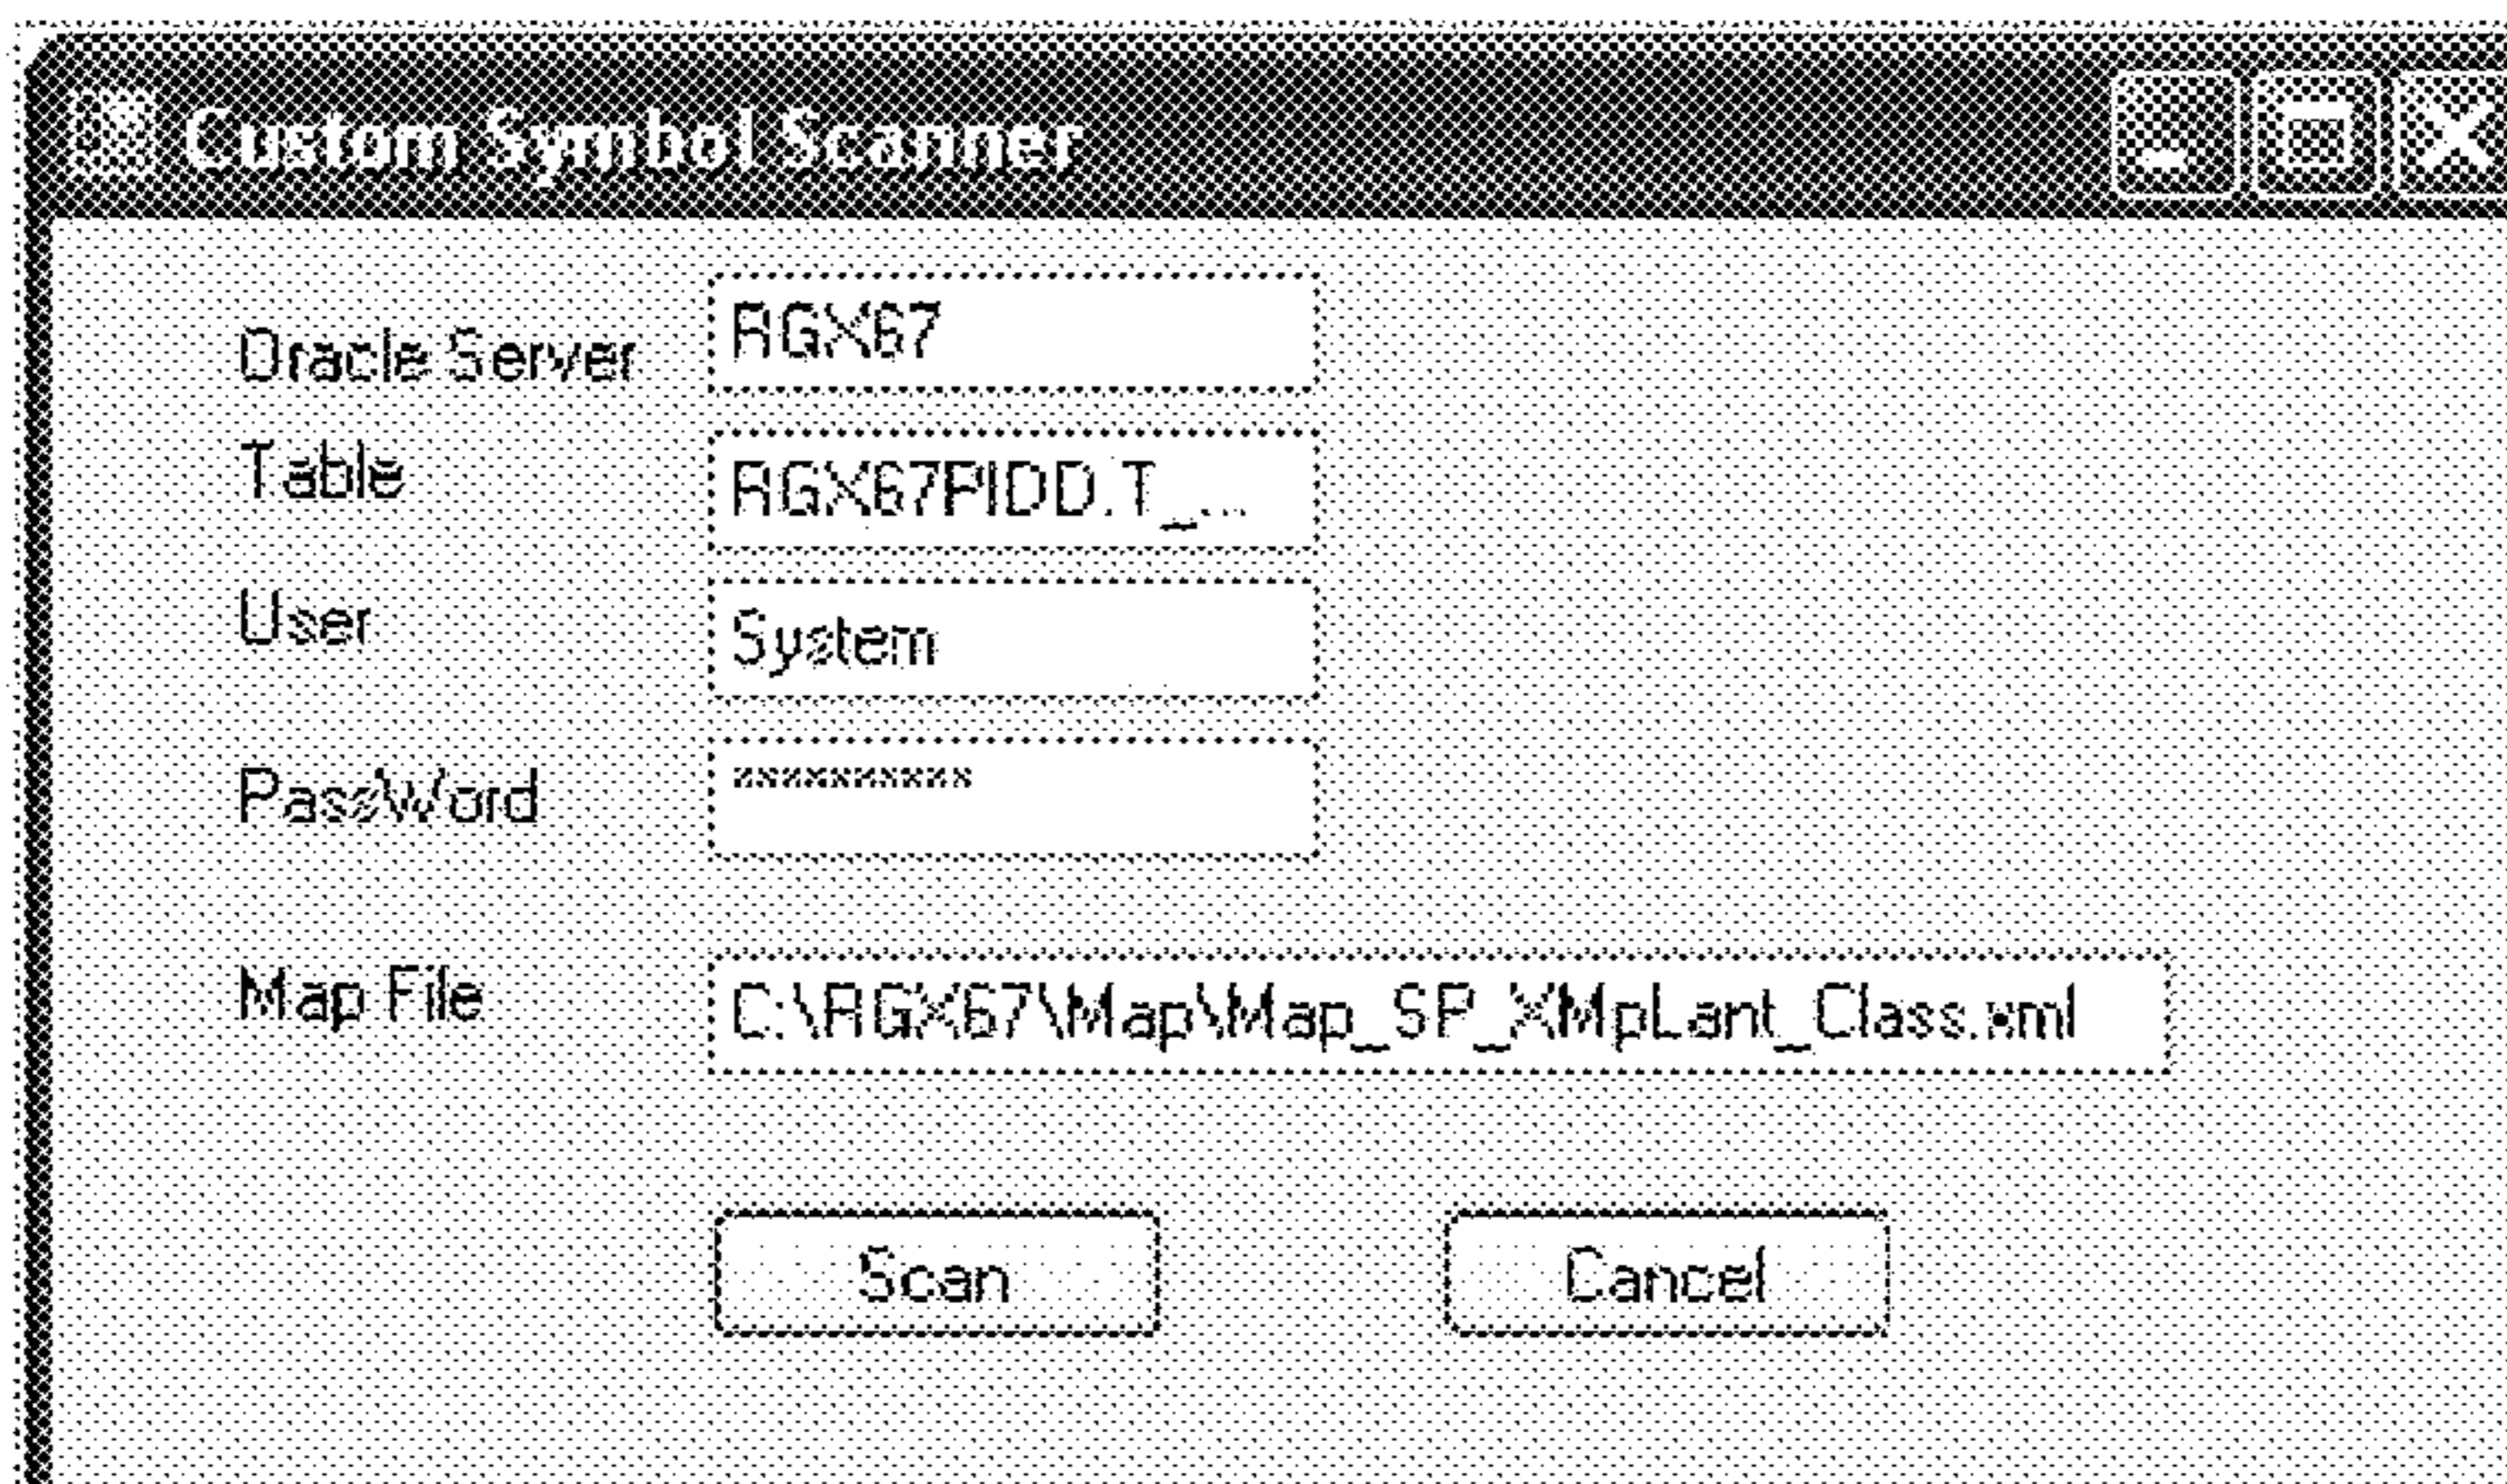 Custom Symbol Scanner
Oracle Server RGX67
Table RGX67PIDD.T_...
User System
PassWord **********
Map File C:\RGX67\Map\Map_SP_XMpLant_Class.xml
Scan Cancel